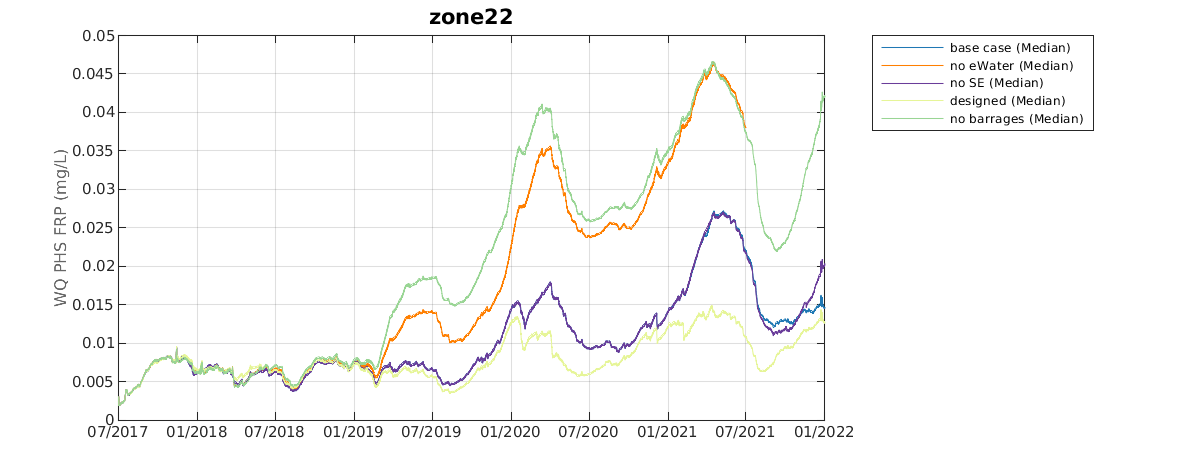 zone22
WQ PHS FRP (mg/L)
0.05
0.045
0.04
0.035
0.03
0.025
0.02
0.015
0.01
0.005
0
07/2017 01/2018 07/2018 01/2019 07/2019 01/2020 07/2020 01/2021 07/2021 01/2022
base case (Median)
no eWater (Median)
no SE (Median)
designed (Median)
no barrages (Median)